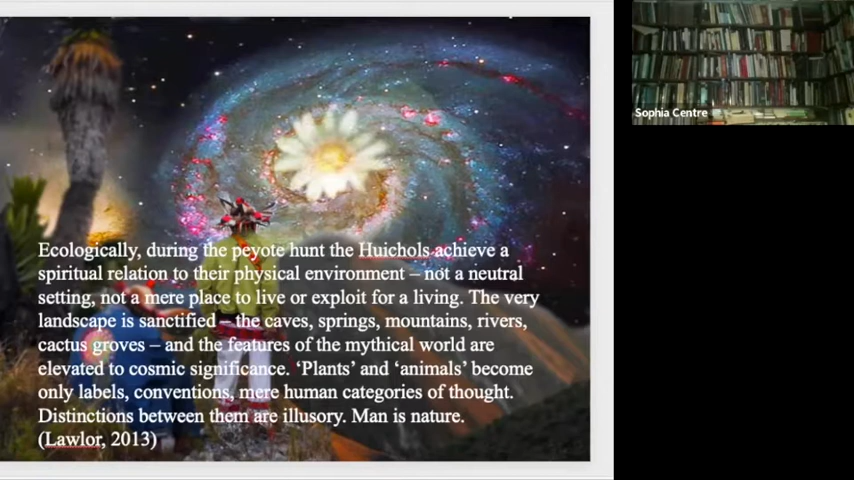 Ecologically, during the peyote hunt the Huichols achieve a
spiritual relation to their physical environment – not a neutral
setting, not a mere place to live or exploit for a living. The very
landscape is sanctified – the caves, springs, mountains, rivers,
cactus groves – and the features of the mythical world are
elevated to cosmic significance. ‘Plants’ and ‘animals’ become
only labels, conventions, mere human categories of thought.
Distinctions between them are illusory. Man is nature.
(Lawlor, 2013)
Sophia Centre